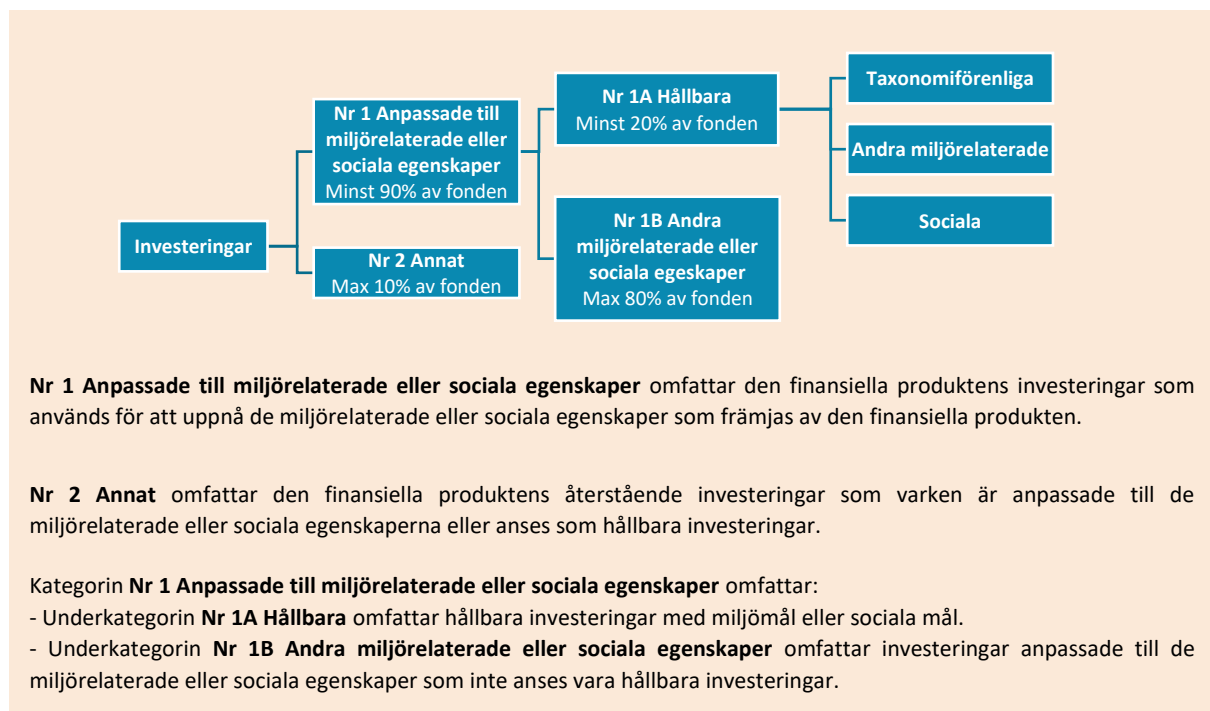 Investeringar
Nr 1 Anpassade till
miljörelaterade eller
sociala egenskaper
Minst 90% av fonden
Nr 2 Annat
Max 10% av fonden
Nr 1A Hållbara
Minst 20% av fonden
Nr 1B Andra
miljörelaterade eller
sociala egeskaper
Max 80% av fonden
Taxonomiförenliga
Andra miljörelaterade
Sociala
Nr 1 Anpassade till miljörelaterade eller sociala egenskaper omfattar den finansiella produktens investeringar som
används för att uppnå de miljörelaterade eller sociala egenskaper som främjas av den finansiella produkten.
Nr 2 Annat omfattar den finansiella produktens återstående investeringar som varken är anpassade till de
miljörelaterade eller sociala egenskaperna eller anses som hållbara investeringar.
Kategorin Nr 1 Anpassade till miljörelaterade eller sociala egenskaper omfattar:
- Underkategorin Nr 1A Hållbara omfattar hållbara investeringar med miljömål eller sociala mål.
- Underkategorin Nr 1B Andra miljörelaterade eller sociala egenskaper omfattar investeringar anpassade till de
miljörelaterade eller sociala egenskaper som inte anses vara hållbara investeringar.